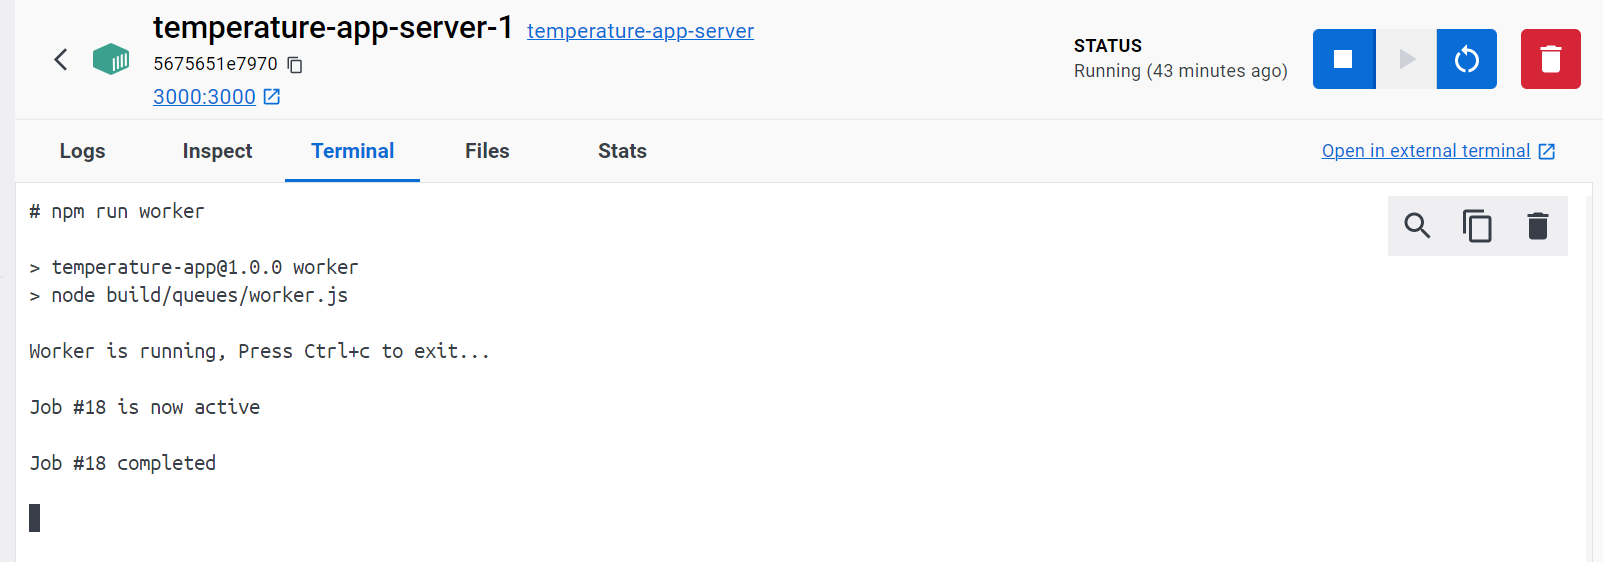 temperature-app-server-1 temperature-app-server
5675651e7970
3000:3000
STATUS
Running (43 minutes ago)
Logs Inspect Terminal Files Stats Open in external terminal
# npm run worker
> temperature-app@1.0.0 worker
> node build/queues/worker.js
Worker is running, Press Ctrl+c to exit...
Job #18 is now active
Job #18 completed